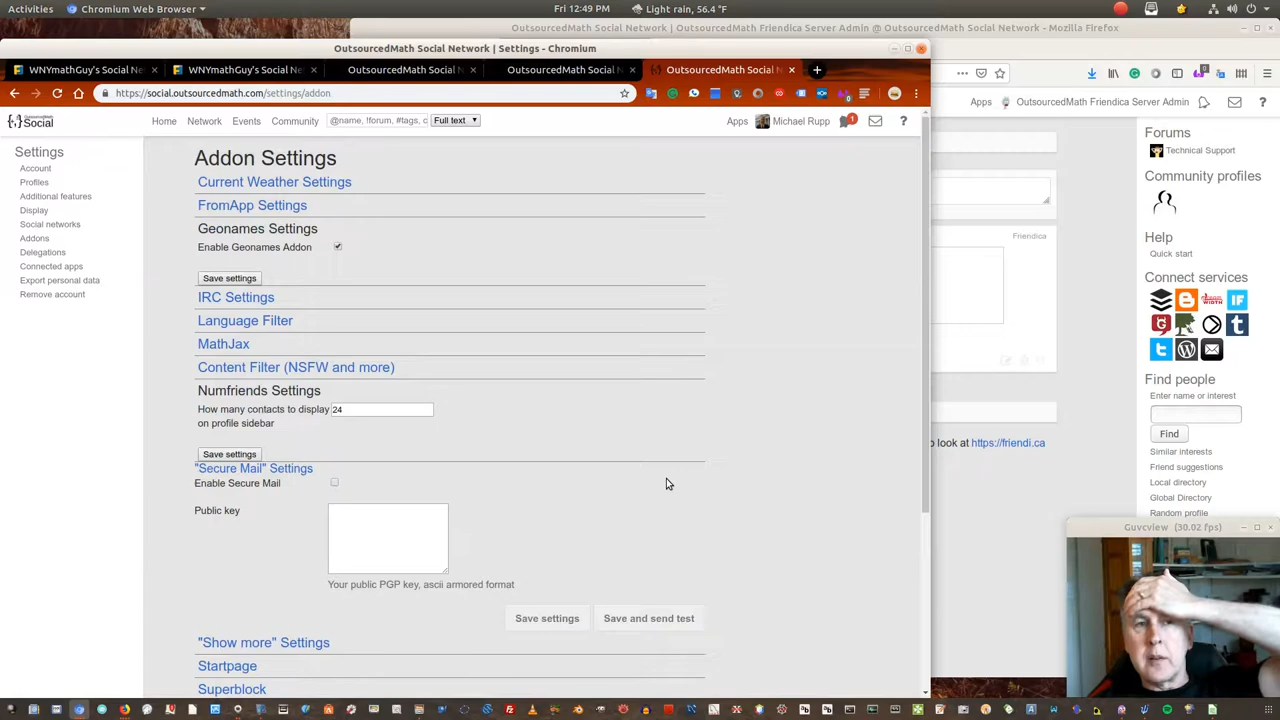 Activities
Chromium Web Browser
Fri 12:49 PM
Light rain, 56.4 °F
OutsourcedMath Social Network | OutsourcedMath Friendica Server Admin @ OutsourcedMath Social Network - Mozilla Firefox
OutsourcedMath Social Network | Settings - Chromium
WNYmathGuy's Social Ne
WNYmathGuy's Social Ne
OutsourcedMath Social N
OutsourcedMath Social N
OutsourcedMath Social N
https://social.outsourcedmath.com/settings/addon
Apps
OutsourcedMath Friendica Server Admin
Social
Home
Network
Events
Community
@name, !forum, #tags, c
Full text
Apps
Michael Rupp
1
?
Settings
Account
Profiles
Additional features
Display
Social networks
Addons
Delegations
Connected apps
Export personal data
Remove account
Addon Settings
Current Weather Settings
FromApp Settings
Geonames Settings
Enable Geonames Addon
Save settings
IRC Settings
Language Filter
MathJax
Content Filter (NSFW and more)
Numfriends Settings
How many contacts to display
on profile sidebar
24
Save settings
"Secure Mail" Settings
Enable Secure Mail
Public key
Your public PGP key, ascii armored format
Save settings
Save and send test
"Show more" Settings
Startpage
Superblock
Friendica
o look at https://friendi.ca
Forums
Technical Support
Community profiles
Help
Quick start
Connect services
Find people
Enter name or interest
Find
Similar interests
Friend suggestions
Local directory
Global Directory
Random profile
Guvcview (30.02 fps)